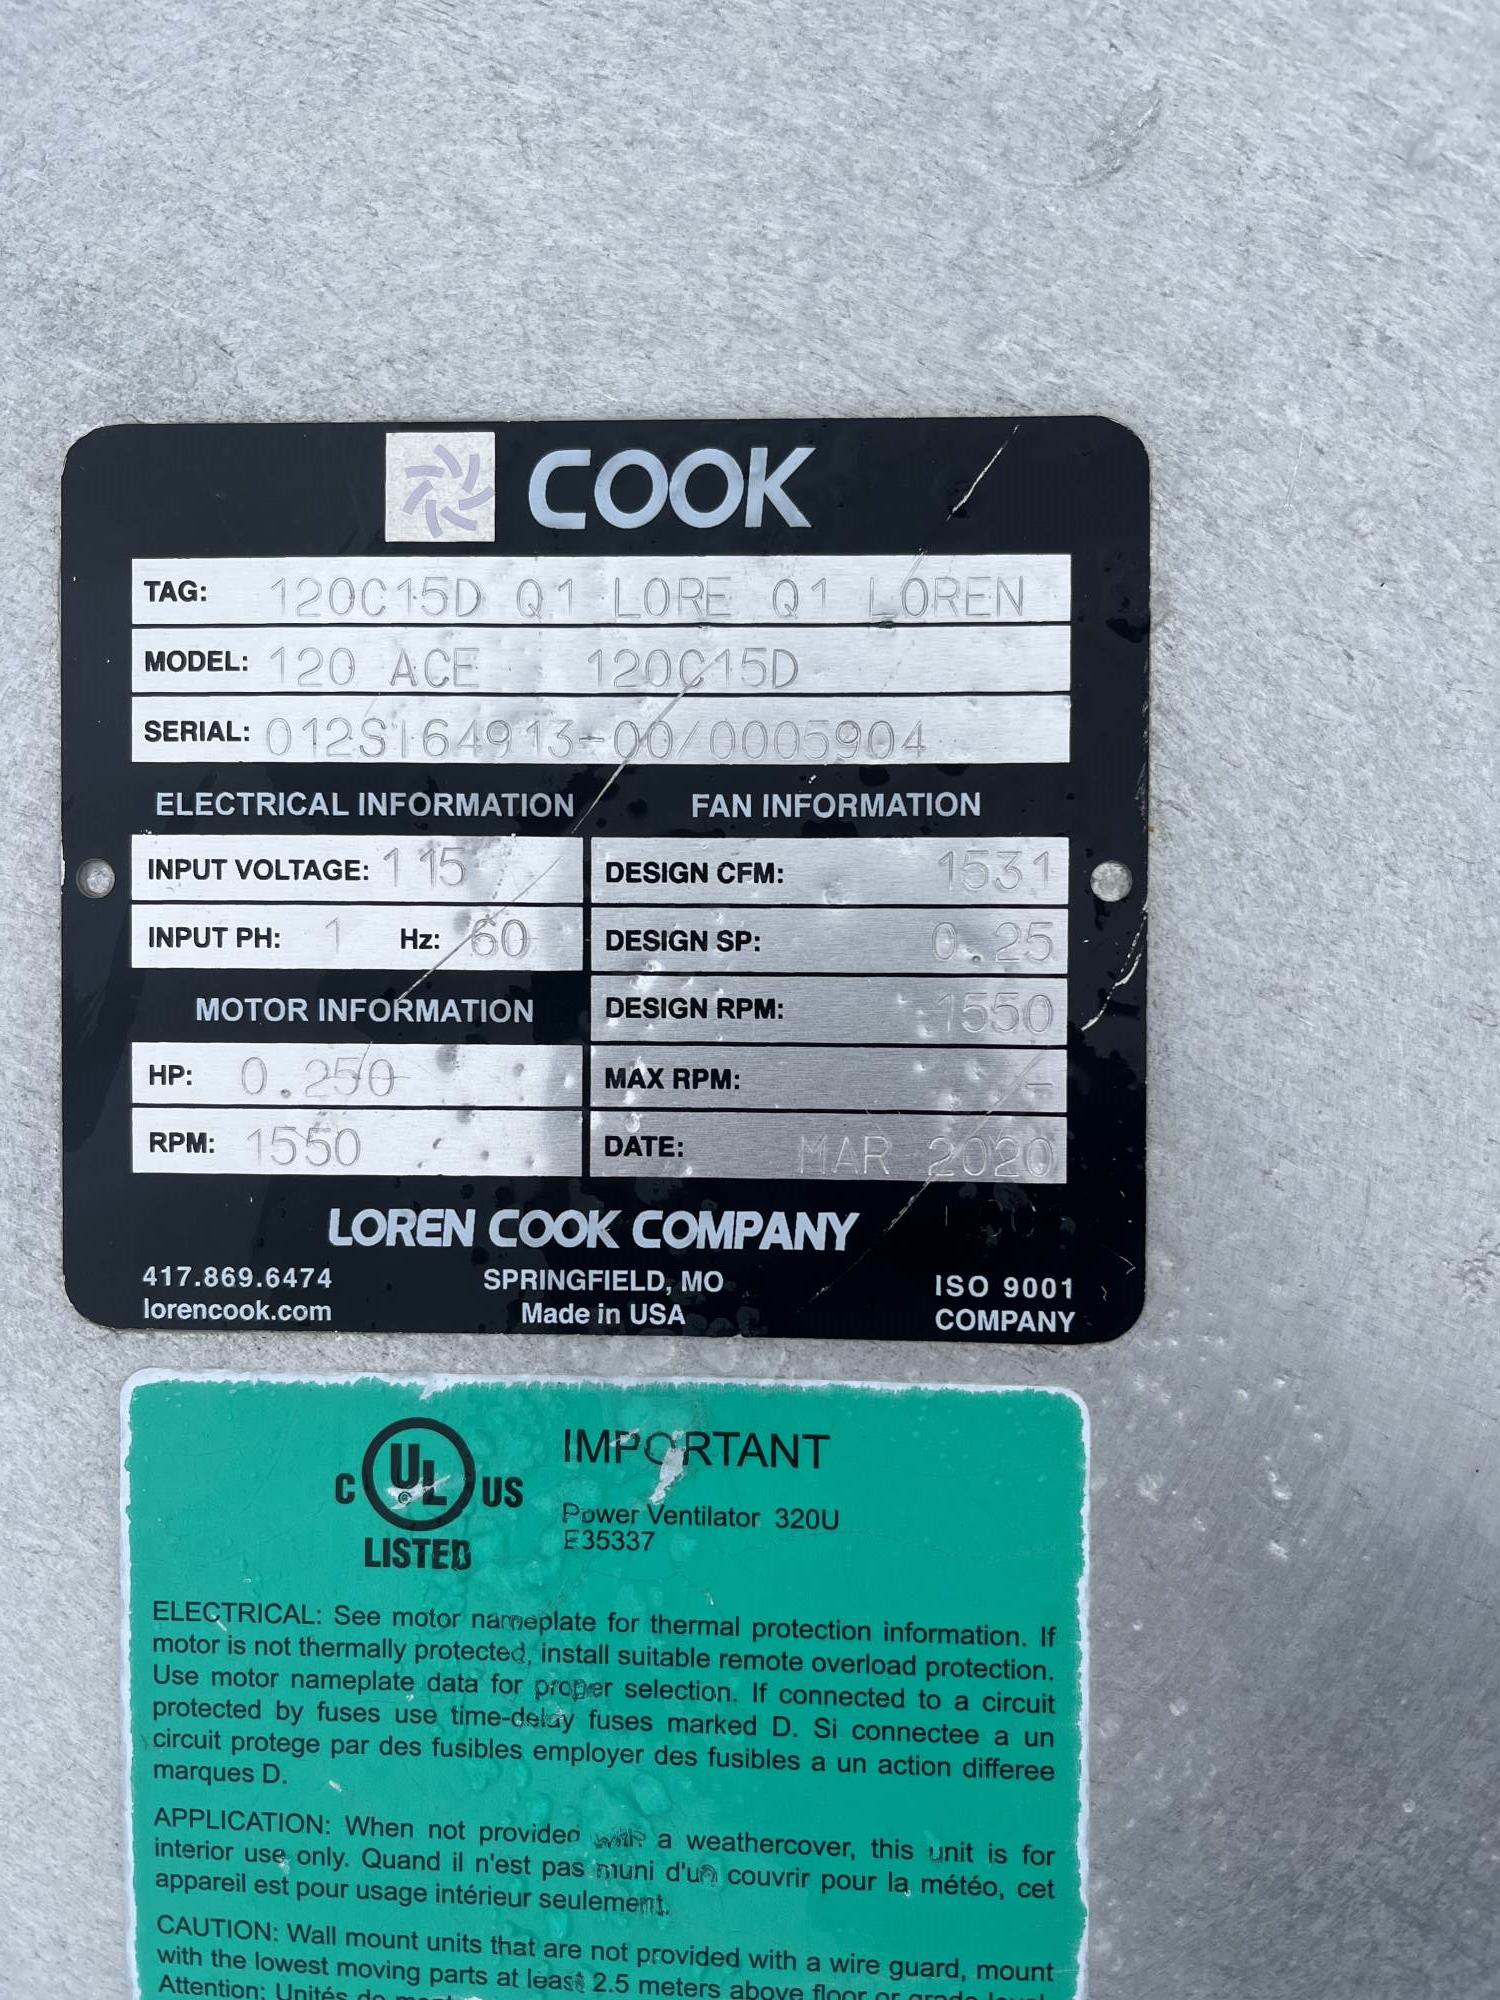 COOK
TAG: 120C15D Q1 LORE Q1 LOREN
MODEL: 120 ACE 120C15D
SERIAL: 012S164913-00/0005904
ELECTRICAL INFORMATION
INPUT VOLTAGE: 115
INPUT PH: 1 Hz: 60
MOTOR INFORMATION
HP: 0.250
RPM: 1550
FAN INFORMATION
DESIGN CFM: 1531
DESIGN SP: 0.25
DESIGN RPM: 1550
MAX RPM: -
DATE: MAR 2020
LOREN COOK COMPANY
417.869.6474
lorencook.com
SPRINGFIELD, MO
Made in USA
ISO 9001
COMPANY
C UL US
LISTED
IMPORTANT
Power Ventilator 320U
E35337
ELECTRICAL: See motor nameplate for thermal protection information. If
motor is not thermally protected, install suitable remote overload protection.
Use motor nameplate data for proper selection. If connected to a circuit
protected by fuses use time-delay fuses marked D. Si connectee a un
circuit protege par des fusibles employer des fusibles a un action differee
marques D.
APPLICATION: When not provided with a weathercover, this unit is for
interior use only. Quand il n'est pas muni d'un couvrir pour la météo, cet
appareil est pour usage intérieur seulement.
CAUTION: Wall mount units that are not provided with a wire guard, mount
with the lowest moving parts at least 2.5 meters above floor or grade level.
Attention: Unités de